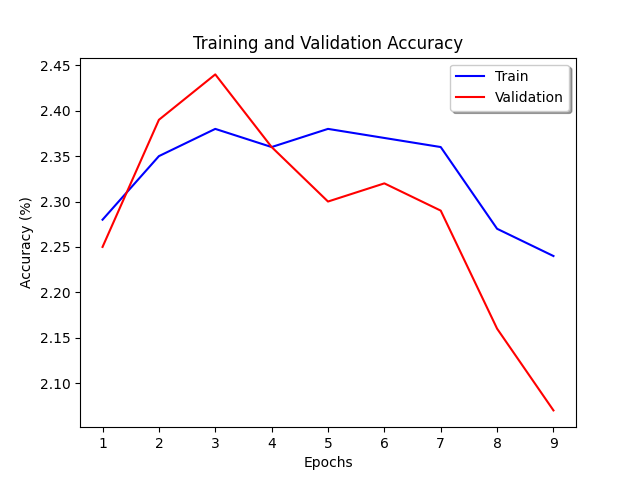 Training and Validation Accuracy
Train
Validation
2.45
2.40
2.35
2.30
2.25
2.20
2.15
2.10
Accuracy (%)
1 2 3 4 5 6 7 8 9
Epochs